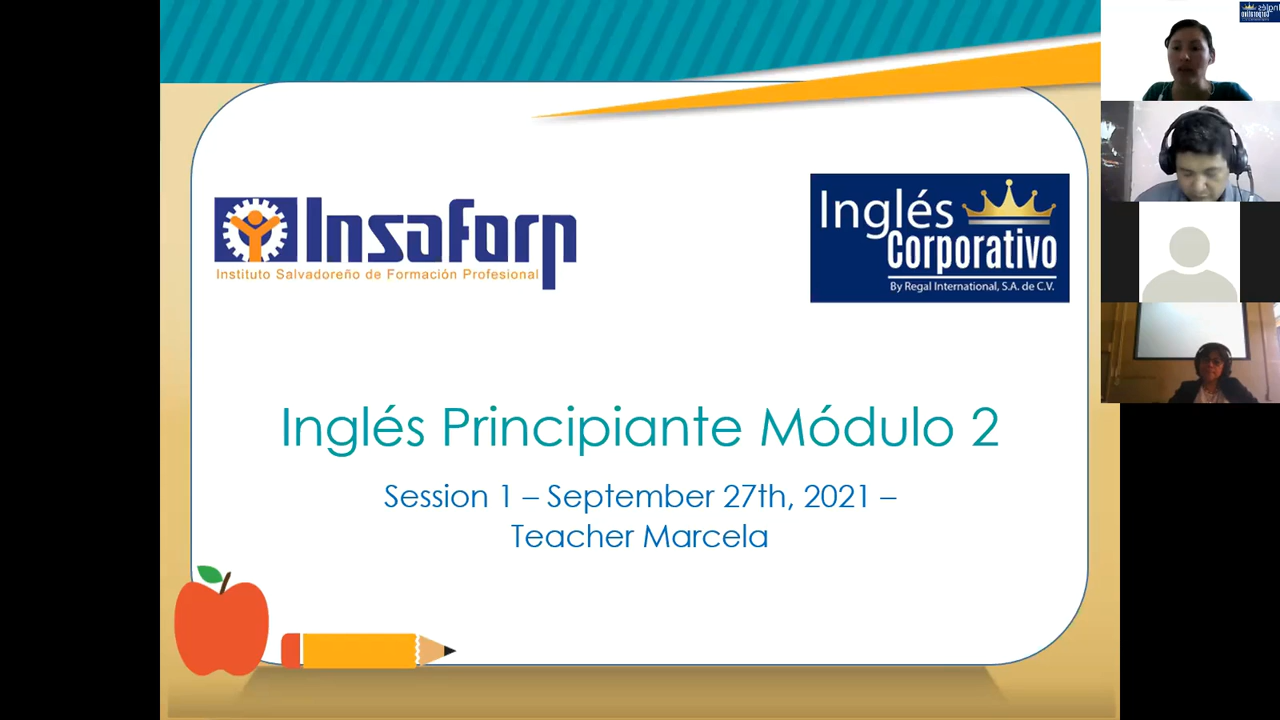 Insaforp
Instituto Salvadoreño de Formación Profesional
Inglés
Corporativo
By Regal International, S.A. de C.V.
Inglés Principiante Módulo 2
Session 1 – September 27th, 2021 –
Teacher Marcela